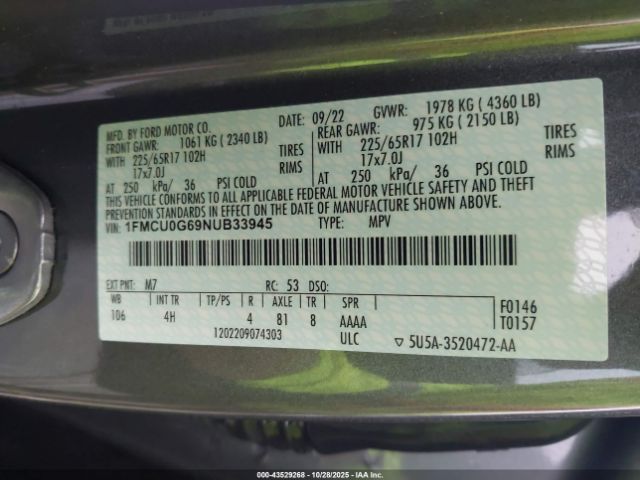 MFD. BY FORD MOTOR CO.
DATE: 09/22 GVWR: 1978 KG ( 4360 LB)
FRONT GAWR: 1061 KG ( 2340 LB)
REAR GAWR: 975 KG ( 2150 LB)
WITH 225/65R17 102H TIRES
17x7.0J RIMS
AT 250 kPa/ 36 PSI COLD
WITH 225/65R17 102H TIRES
17x7.0J RIMS
AT 250 kPa/ 36 PSI COLD
THIS VEHICLE CONFORMS TO ALL APPLICABLE FEDERAL MOTOR VEHICLE SAFETY AND THEFT
PREVENTION STANDARDS IN EFFECT ON THE DATE OF MANUFACTURE SHOWN ABOVE.
VIN: 1FMCU0G69NUB33945 TYPE: MPV
EXT PNT: M7 RC: 53 DSO:
WB INT TR TP/PS R AXLE TR SPR
106 4H 4 81 8 AAAA
F0146
T0157
1202209074303 ULC ▽ 5U5A-3520472-AA
00-43529268 | 10/28/2025 | IAA Inc.